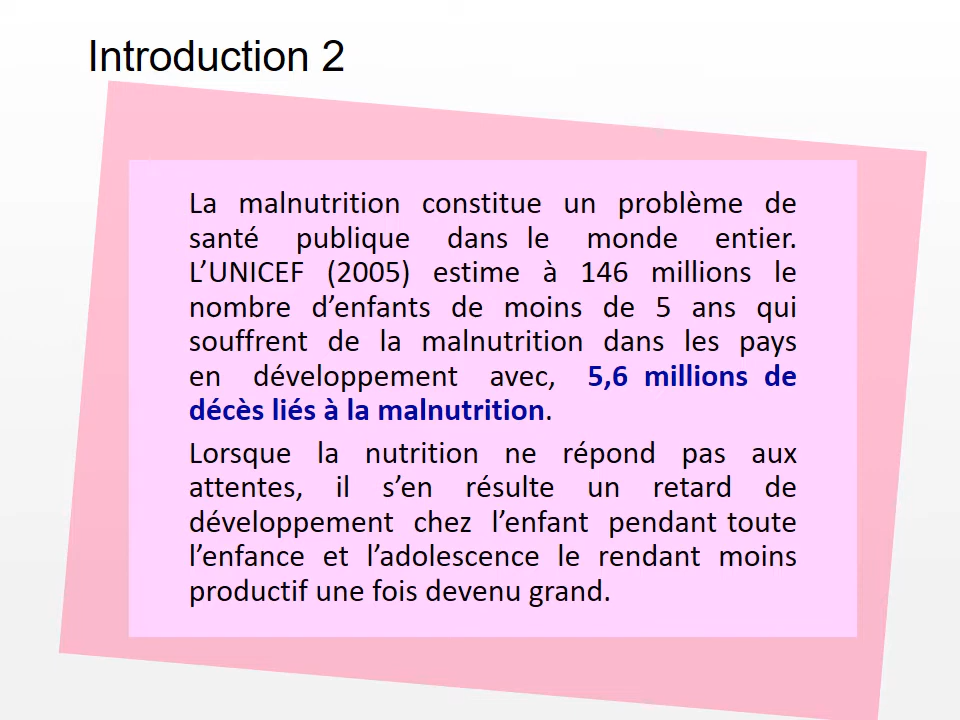 Introduction 2
La malnutrition constitue un problème de
santé publique dans le monde entier.
L’UNICEF (2005) estime à 146 millions le
nombre d’enfants de moins de 5 ans qui
souffrent de la malnutrition dans les pays
en développement avec, 5,6 millions de
décès liés à la malnutrition.
Lorsque la nutrition ne répond pas aux
attentes, il s’en résulte un retard de
développement chez l’enfant pendant toute
l’enfance et l’adolescence le rendant moins
productif une fois devenu grand.